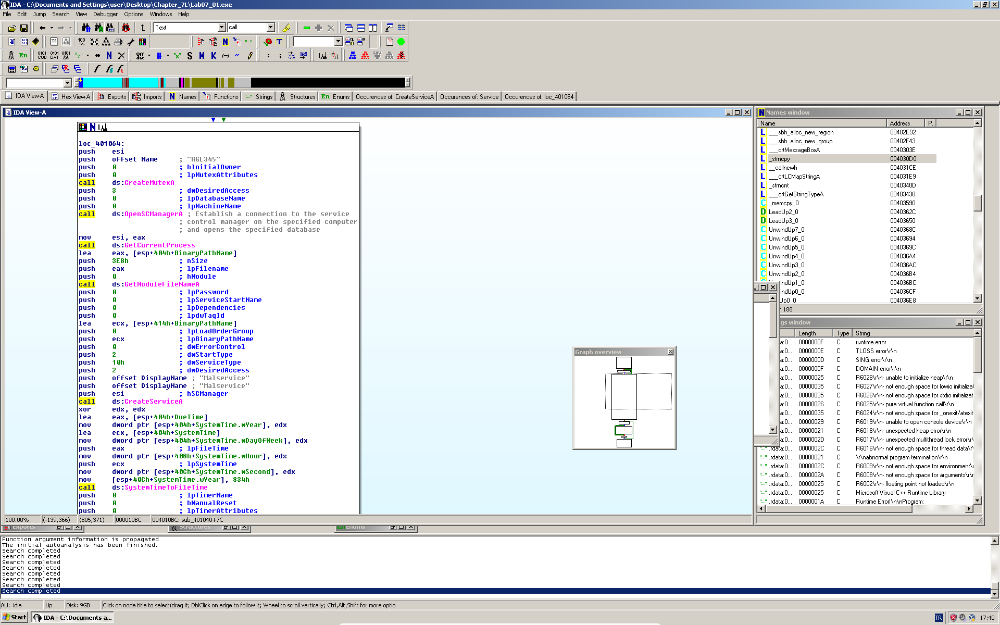 IDA - C:\Documents and Settings\user\Desktop\Chapter_7L\Lab07_01.exe
File Edit Jump Search View Debugger Options Windows Help
Text call
IDA View-A Hex View-A Exports Imports Names Functions Strings Structures En Enums Occurences of: CreateServiceA Occurences of: Service Occurences of: loc_401064
IDA View-A
loc_401064:
push esi
push offset Name ; "HGL345"
push 0 ; bInitialOwner
push 0 ; lpMutexAttributes
call ds:CreateMutexA
push 3 ; dwDesiredAccess
push 0 ; lpDatabaseName
push 0 ; lpMachineName
call ds:OpenSCManagerA ; Establish a connection to the service
; control manager on the specified computer
; and opens the specified database
mov esi, eax
call ds:GetCurrentProcess
lea eax, [esp+404h+BinaryPathName]
push 3E8h ; nSize
push eax ; lpFilename
push 0 ; hModule
call ds:GetModuleFileNameA
push 0 ; lpPassword
push 0 ; lpServiceStartName
push 0 ; lpDependencies
push 0 ; lpdwTagId
lea ecx, [esp+414h+BinaryPathName]
push 0 ; lpLoadOrderGroup
push ecx ; lpBinaryPathName
push 0 ; dwErrorControl
push 2 ; dwStartType
push 10h ; dwServiceType
push 2 ; dwDesiredAccess
push offset DisplayName ; "Malservice"
push offset DisplayName ; "Malservice"
push esi ; hSCManager
call ds:CreateServiceA
xor edx, edx
lea eax, [esp+404h+DueTime]
mov dword ptr [esp+404h+SystemTime.wYear], edx
lea ecx, [esp+404h+SystemTime]
mov dword ptr [esp+404h+SystemTime.wDayOfWeek], edx
push eax ; lpFileTime
mov dword ptr [esp+408h+SystemTime.wHour], edx
push ecx ; lpSystemTime
mov dword ptr [esp+40Ch+SystemTime.wSecond], edx
mov [esp+40Ch+SystemTime.wYear], 834h
call ds:SystemTimeToFileTime
push 0 ; lpTimerName
push 0 ; bManualReset
push 0 ; lpTimerAttributes
100.00% (-139,366) (805,371) 000010BC 004010BC: sub_401040+7C
Graph overview
Names window
Name Address P..
___sbh_alloc_new_region 00402E92
___sbh_alloc_new_group 00402F43
___crtMessageBoxA 0040303E
_strncpy 004030D0
__callnewh 004031CE
___crtLCMapStringA 004031E9
_strncnt 0040340D
___crtGetStringTypeA 00403438
_memcpy_0 00403590
LeadUp2_0 0040362C
LeadUp3_0 00403650
UnwindUp7_0 0040368C
UnwindUp6_0 00403694
UnwindUp5_0 0040369C
UnwindUp4_0 004036A4
UnwindUp3_0 004036AC
UnwindUp2_0 004036B4
wnwindUp1_0 004036BC
windUp0_0 004036CF
Up0_0 004036E8
188
gs window
Length Type String
a:0... 0000000F C runtime error
a:0... 0000000E C TLOSS error\r\n
a:0... 0000000D C SING error\r\n
a:0... 0000000F C DOMAIN error\r\n
a:0... 00000025 C R6028\r\n- unable to initialize heap\r\n
a:0... 00000035 C R6027\r\n- not enough space for lowio initializa
a:0... 00000035 C R6026\r\n- not enough space for stdio initializat
a:0... 00000026 C R6025\r\n- pure virtual function call\r\n
a:0... 00000035 C R6024\r\n- not enough space for _onexit/atexit
a:0... 00000029 C R6019\r\n- unable to open console device\r\n
a:0... 00000021 C R6018\r\n- unexpected heap error\r\n
a:0... 0000002D C R6017\r\n- unexpected multithread lock error\r
.rdata:0... 0000002C C R6016\r\n- not enough space for thread data\r
.rdata:0... 00000021 C \r\nabnormal program termination\r\n
.rdata:0... 0000002C C R6009\r\n- not enough space for environment\
.rdata:0... 0000002A C R6008\r\n- not enough space for arguments\r\
.rdata:0... 00000025 C R6002\r\n- floating point not loaded\r\n
.rdata:0... 00000025 C Microsoft Visual C++ Runtime Library
.rdata:0... 0000001A C Runtime Error!\n\nProgram:
Exports Structures En Enums
Function argument information is propagated
The initial autoanalysis has been finished.
Search completed
Search completed
Search completed
Search completed
Search completed
Search completed
Search completed
Search completed
AU: idle Up Disk: 9GB Click on node title to select/drag it; DblClick on edge to follow it; Wheel to scroll vertically; Ctrl,Alt,Shift for more optio
Start IDA - C:\Documents a... TR 17:40